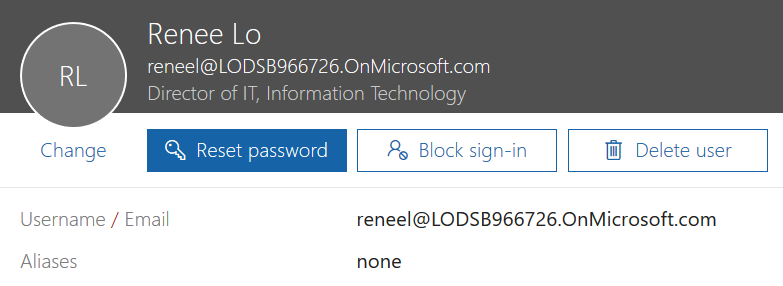 RL
Renee Lo
reneel@LODSB966726.OnMicrosoft.com
Director of IT, Information Technology
Change
Reset password
Block sign-in
Delete user
Username / Email
reneel@LODSB966726.OnMicrosoft.com
Aliases
none